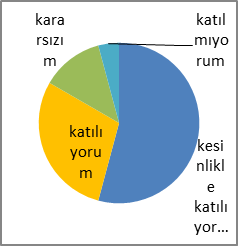 kara
rsızı
m
katıl
mıyo
rum
katılı
yoru
m
kesi
nlikl
e
katılı
yor...